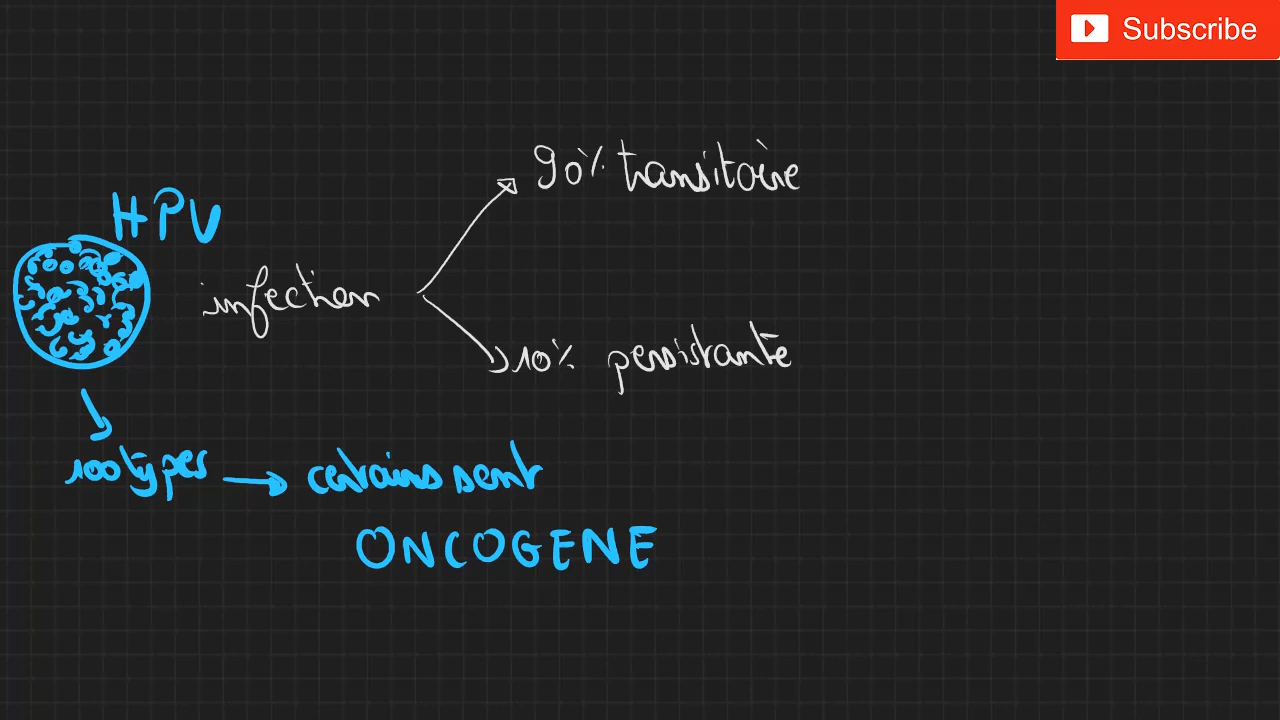 Subscribe
90% transitoire
HPV
infection
10% persistante
100 types → certains sont
ONCOGENE